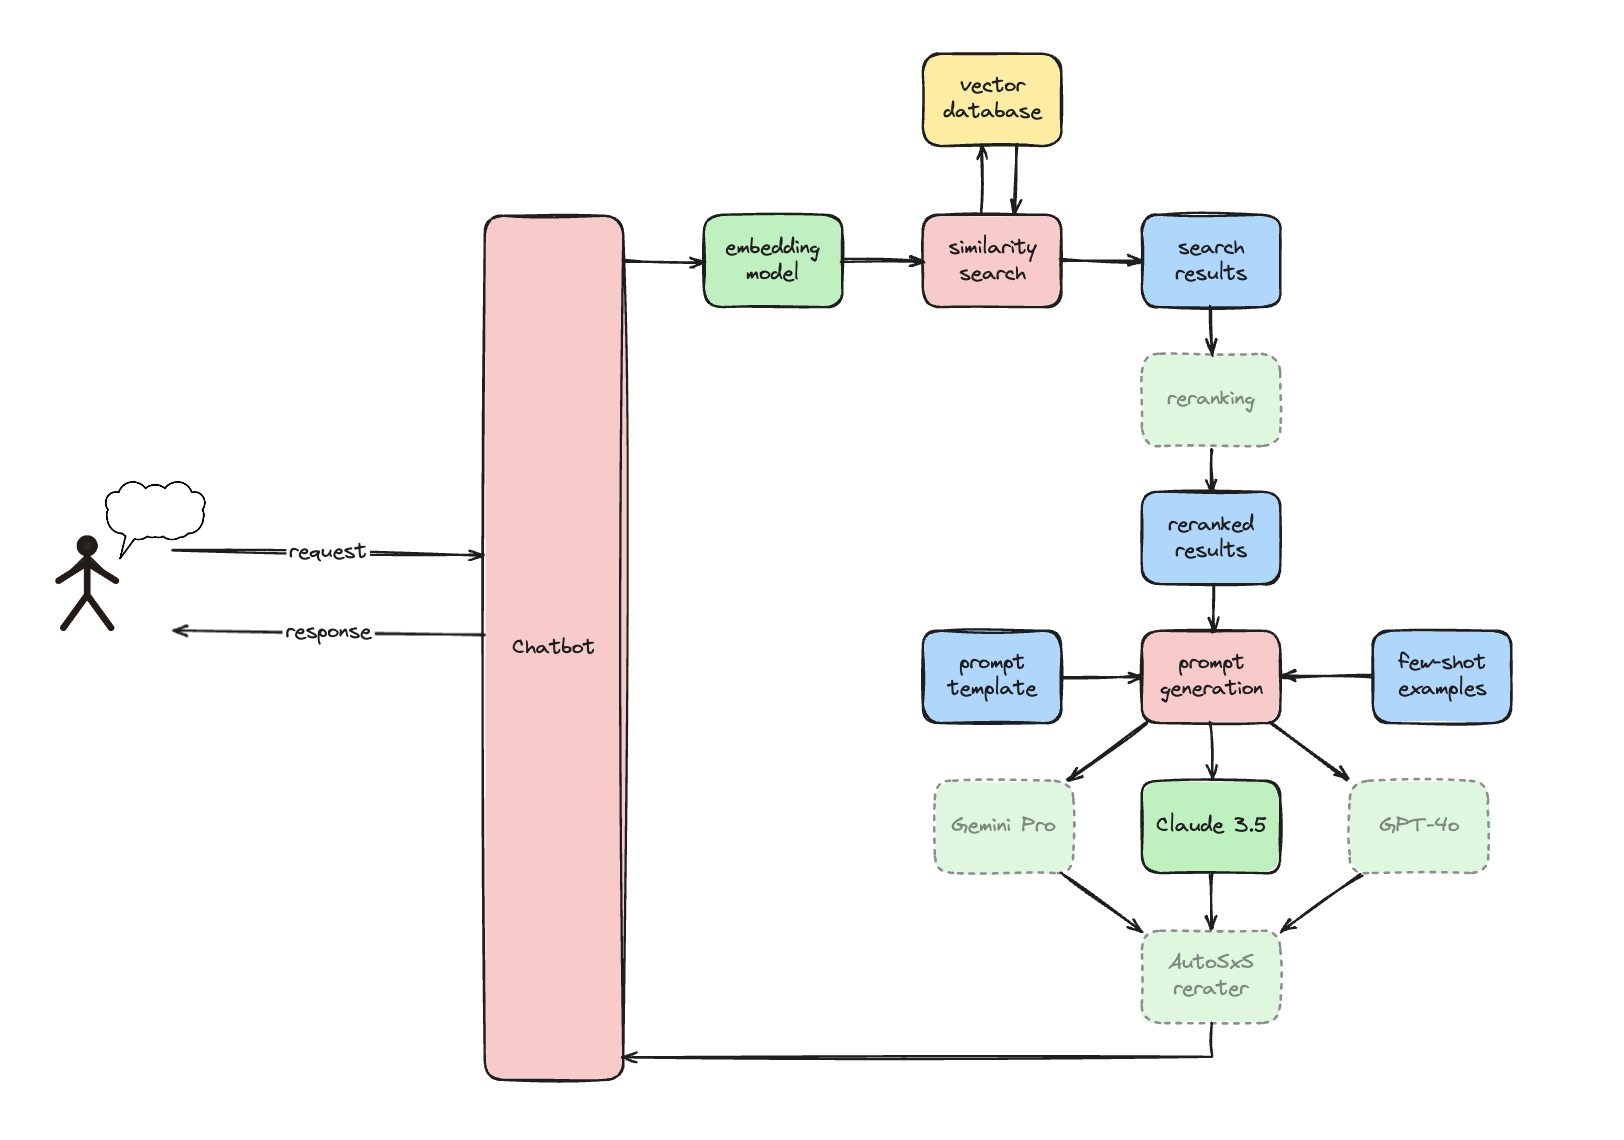 vector
database
embedding
model
similarity
search
search
results
reranking
reranked
results
request
response
Chatbot
prompt
template
prompt
generation
few-shot
examples
Gemini Pro
Claude 3.5
GPT-4o
AutoSxS
rerater